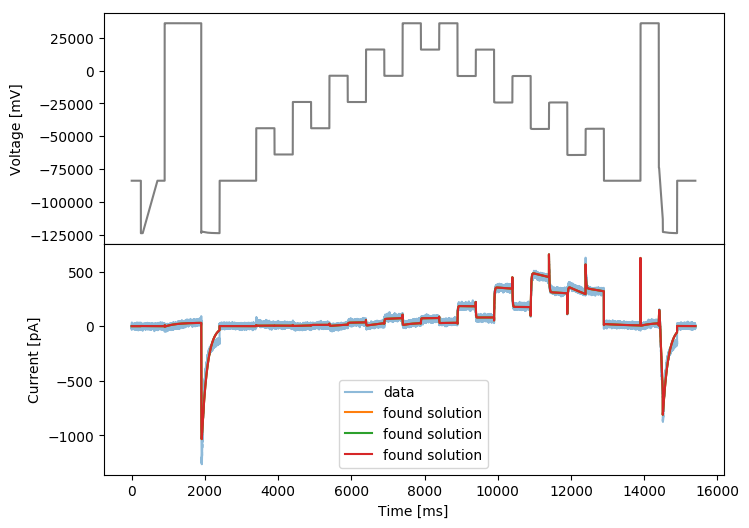 25000
0
−25000
−50000
−75000
−100000
−125000
Voltage [mV]
500
0
−500
−1000
Current [pA]
data
found solution
found solution
found solution
0 2000 4000 6000 8000 10000 12000 14000 16000
Time [ms]